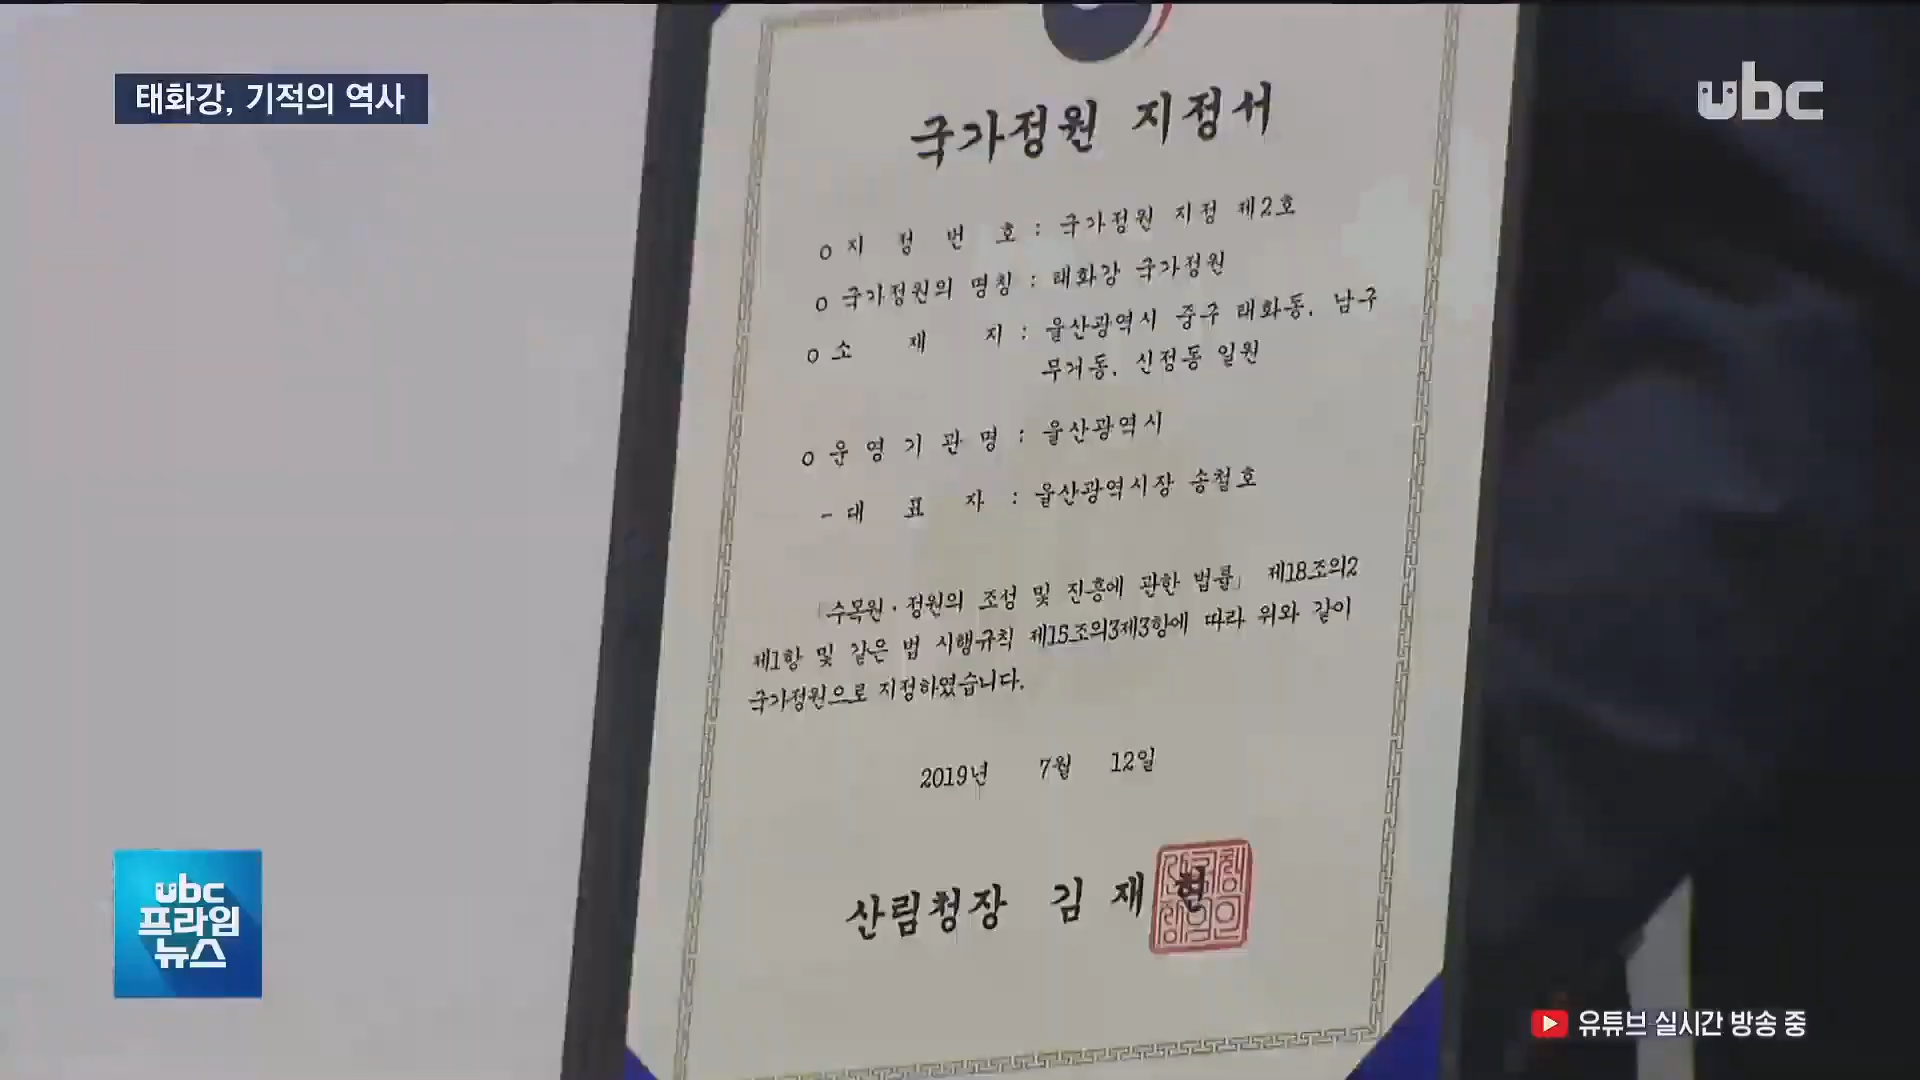 태화강, 기적의 역사
ubc
국가정원 지정서
○ 지 정 번 호 : 국가정원 지정 제2호
○ 국가정원의 명칭 : 태화강 국가정원
○ 소 재 지 : 울산광역시 중구 태화동, 남구
무거동, 신정동 일원
○ 운 영 기 관 명 : 울산광역시
- 대 표 자 : 울산광역시장 송철호
「수목원·정원의 조성 및 진흥에 관한 법률」 제18조의2
제1항 및 같은 법 시행규칙 제15조의3제3항에 따라 위와 같이
국가정원으로 지정하였습니다.
2019년 7월 12일
산림청장 김 재 현
산림청장의인
ubc
프라임
뉴스
유튜브 실시간 방송 중